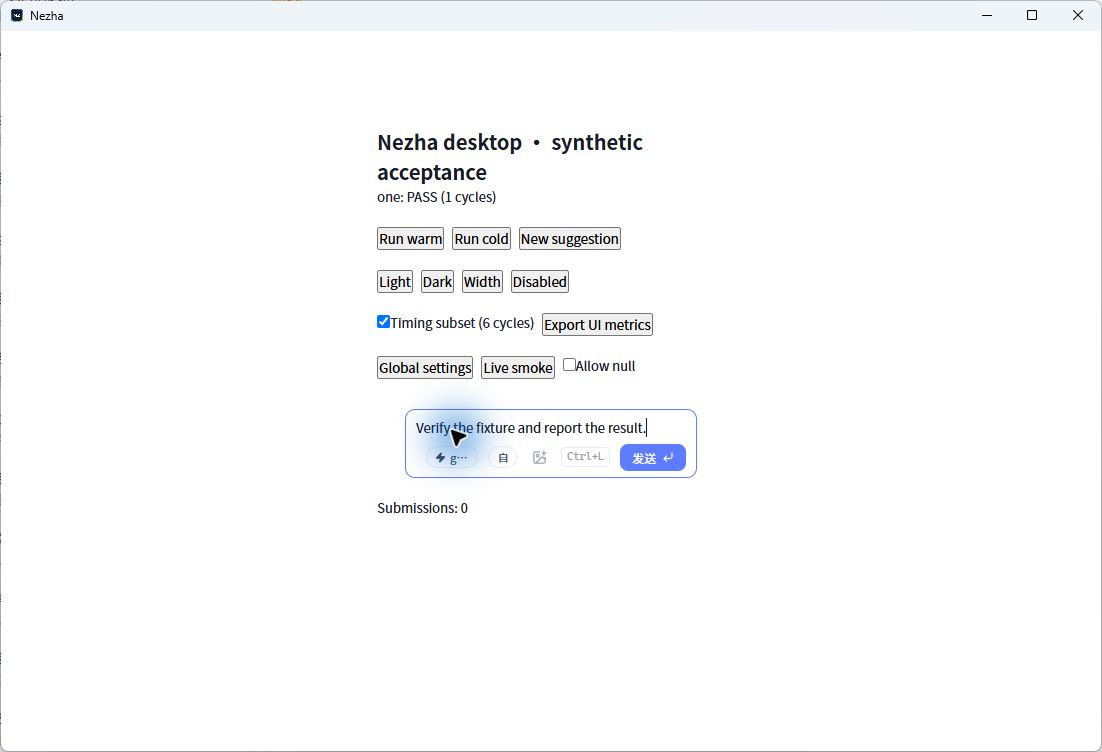 Nezha
Nezha desktop • synthetic
acceptance
one: PASS (1 cycles)
Run warm Run cold New suggestion
Light Dark Width Disabled
Timing subset (6 cycles) Export UI metrics
Global settings Live smoke Allow null
Verify the fixture and report the result.
g··· 自 Ctrl+L 发送
Submissions: 0